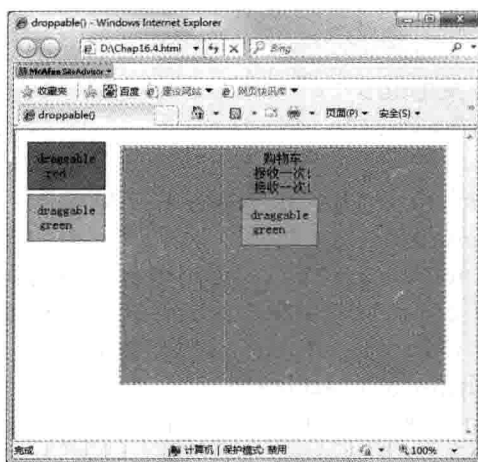 droppable() - Windows Internet Explorer
D:\Chap16.4.html
Bing
McAfee SiteAdvisor
收藏夹 百度 建议网站 网页快讯库
droppable() 页面(P) 安全(S)
draggable
red
draggable
green
购物车
接收一次!
接收一次!
draggable
green
完成 计算机 | 保护模式: 禁用 100%